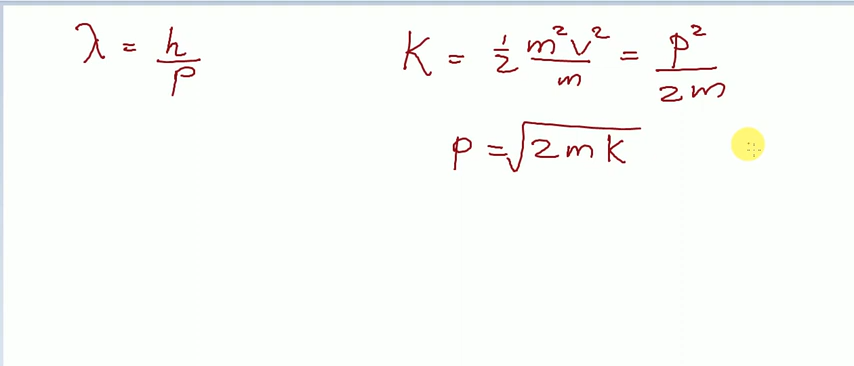 λ = h/P
K = 1/2 m²v²/m = P²/2m
P = √2mK